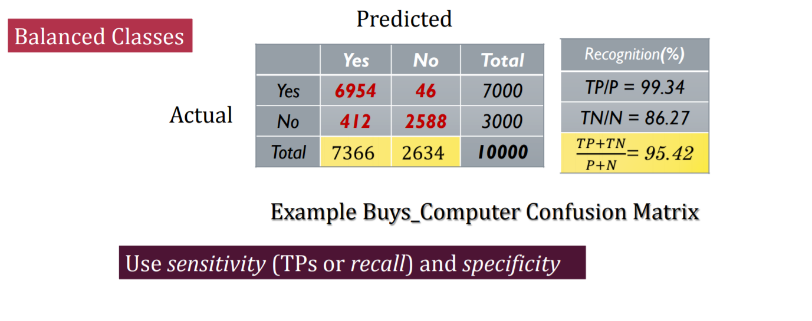 Predicted
Balanced Classes
Yes No Total
Yes 6954 46 7000
Actual
No 412 2588 3000
Total 7366 2634 10000
Recognition(%)
TP/P = 99.34
TN/N = 86.27
TP+TN
P+N
= 95.42
Example Buys_Computer Confusion Matrix
Use sensitivity (TPs or recall) and specificity